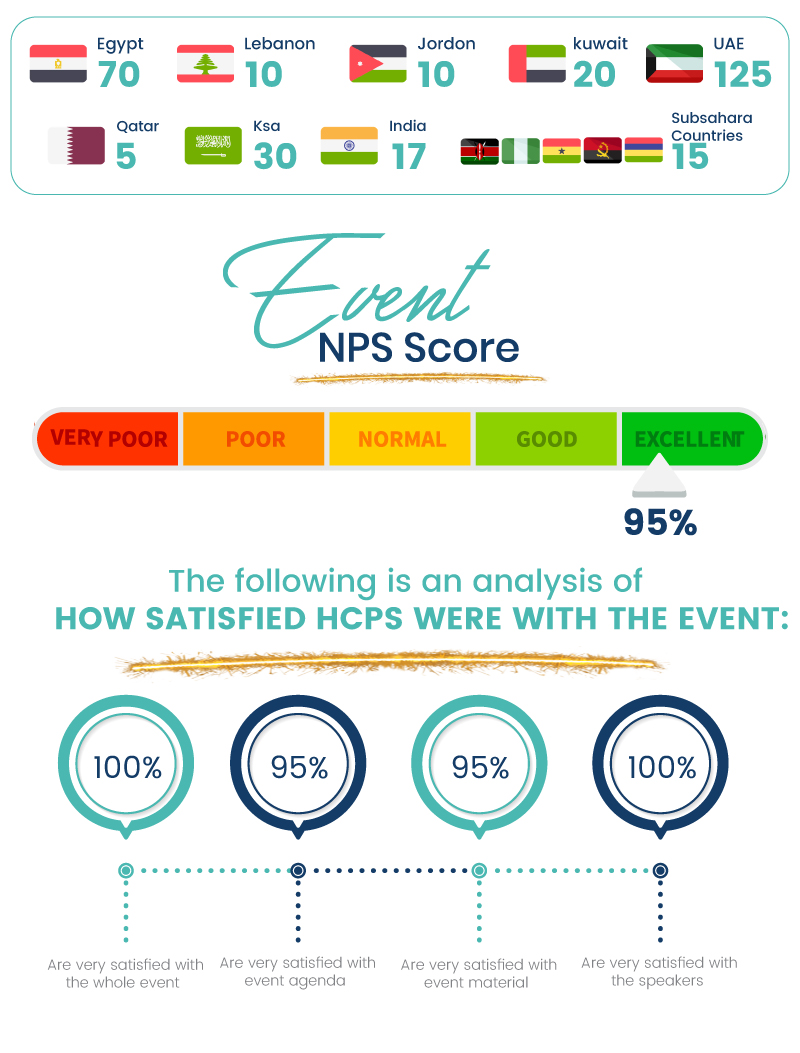 Egypt
70
Lebanon
10
Jordon
10
kuwait
20
UAE
125
Qatar
5
Ksa
30
India
17
Subsahara
Countries
15
Event
NPS Score
VERY POOR
POOR
NORMAL
GOOD
EXCELLENT
95%
The following is an analysis of
HOW SATISFIED HCPS WERE WITH THE EVENT:
100%
95%
95%
100%
Are very satisfied with
the whole event
Are very satisfied with
event agenda
Are very satisfied with
event material
Are very satisfied with
the speakers